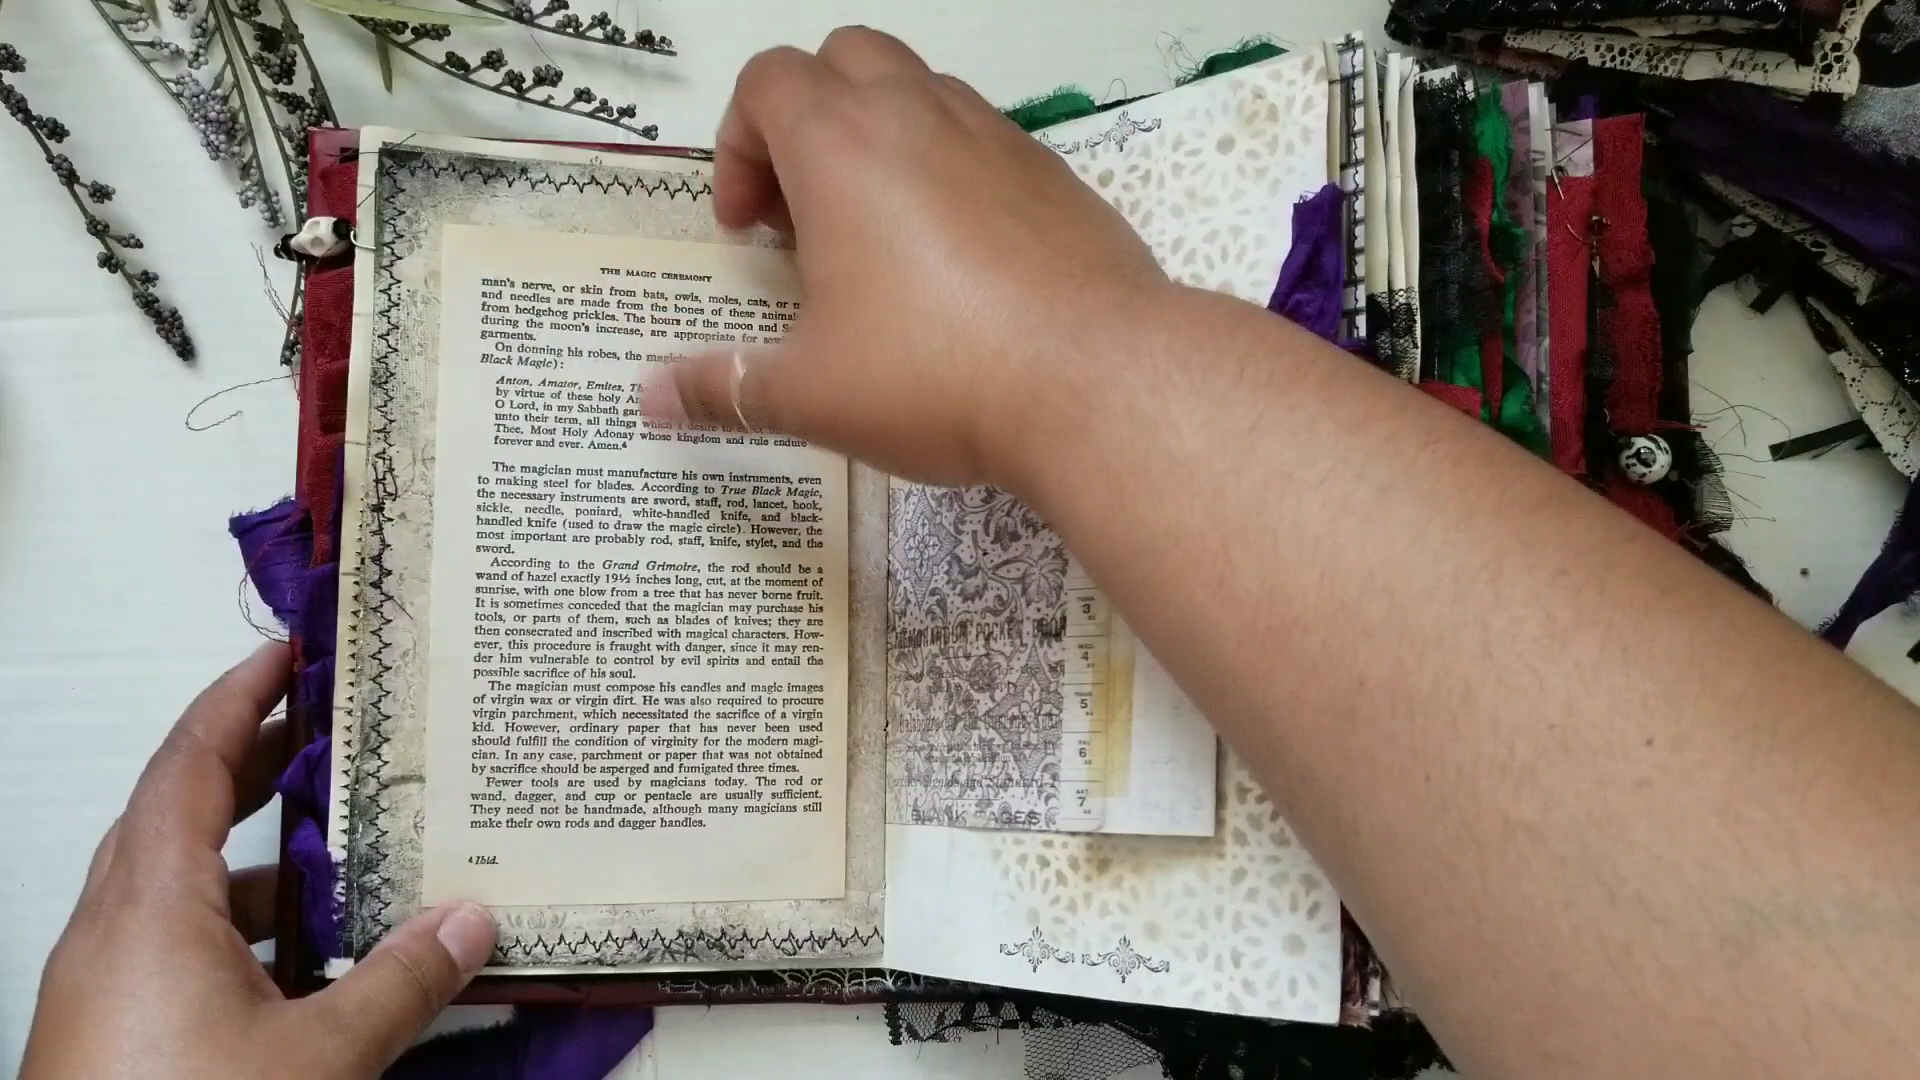 THE MAGIC CEREMONY
man's nerve, or skin from bats, owls, moles, cats, or
and needles are made from the bones of these
from hedgehog prickles. The hours of the moon and
during the moon's increase, are appropriate for
garments.
On donning his robes, the
Black Magic):
Anton, Amator, Emites,
by virtue of these holy
O Lord, in my Sabbath
unto their term, all things which I desire to
Thee, Most Holy Adonay whose kingdom and rule endure
forever and ever. Amen.⁴
The magician must manufacture his own instruments, even
to making steel for blades. According to True Black Magic,
the necessary instruments are sword, staff, rod, lancet, hook,
sickle, needle, poniard, white-handled knife, and black-
handled knife (used to draw the magic circle). However, the
most important are probably rod, staff, knife, stylet, and the
sword.
According to the Grand Grimoire, the rod should be a
wand of hazel exactly 19½ inches long, cut, at the moment of
sunrise, with one blow from a tree that has never borne fruit.
It is sometimes conceded that the magician may purchase his
tools, or parts of them, such as blades of knives; they are
then consecrated and inscribed with magical characters. How-
ever, this procedure is fraught with danger, since it may ren-
der him vulnerable to control by evil spirits and entail the
possible sacrifice of his soul.
The magician must compose his candles and magic images
of virgin wax or virgin dirt. He was also required to procure
virgin parchment, which necessitated the sacrifice of a virgin
kid. However, ordinary paper that has never been used
should fulfill the condition of virginity for the modern magi-
cian. In any case, parchment or paper that was not obtained
by sacrifice should be asperged and fumigated three times.
Fewer tools are used by magicians today. The rod or
wand, dagger, and cup or pentacle are usually sufficient.
They need not be handmade, although many magicians still
make their own rods and dagger handles.
⁴ Ibid.
3
MEMORANDUM POCKET
WED.
4
THUR.
5
FRI.
6
SAT.
7
BLANK PAGES